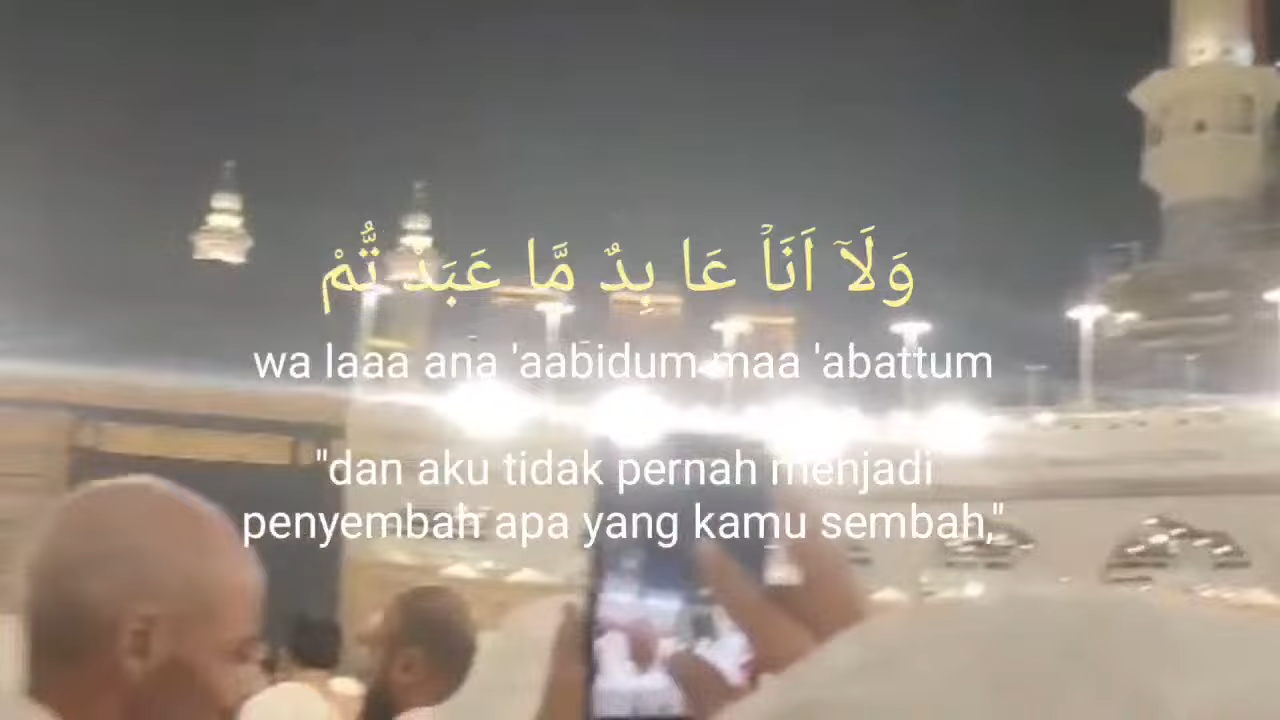 وَلَاۤ اَنَاۡ عَا بِدٌ مَّا عَبَدْ تُّمْ
wa laaa ana 'aabidum maa 'abattum
"dan aku tidak pernah menjadi
penyembah apa yang kamu sembah,"